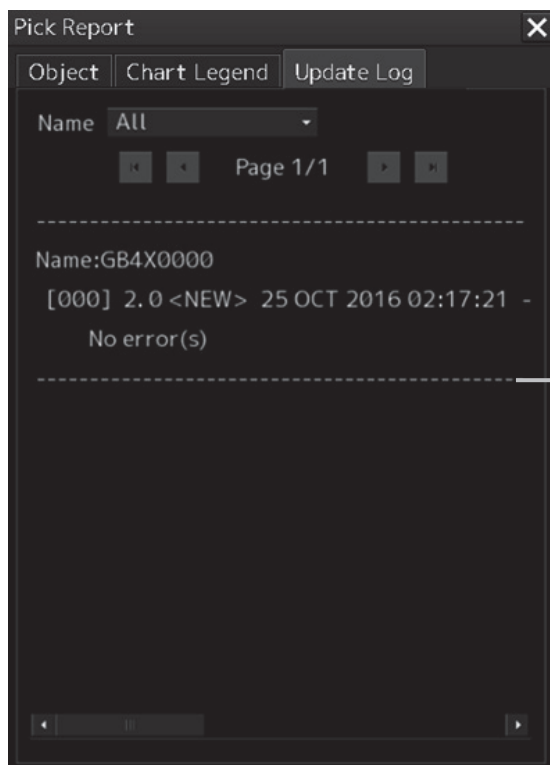 Pick Report
Object Chart Legend Update Log
Name All
Page 1/1
--------------------------------------------
Name:GB4X0000
[000] 2.0 <NEW> 25 OCT 2016 02:17:21 -
No error(s)
--------------------------------------------